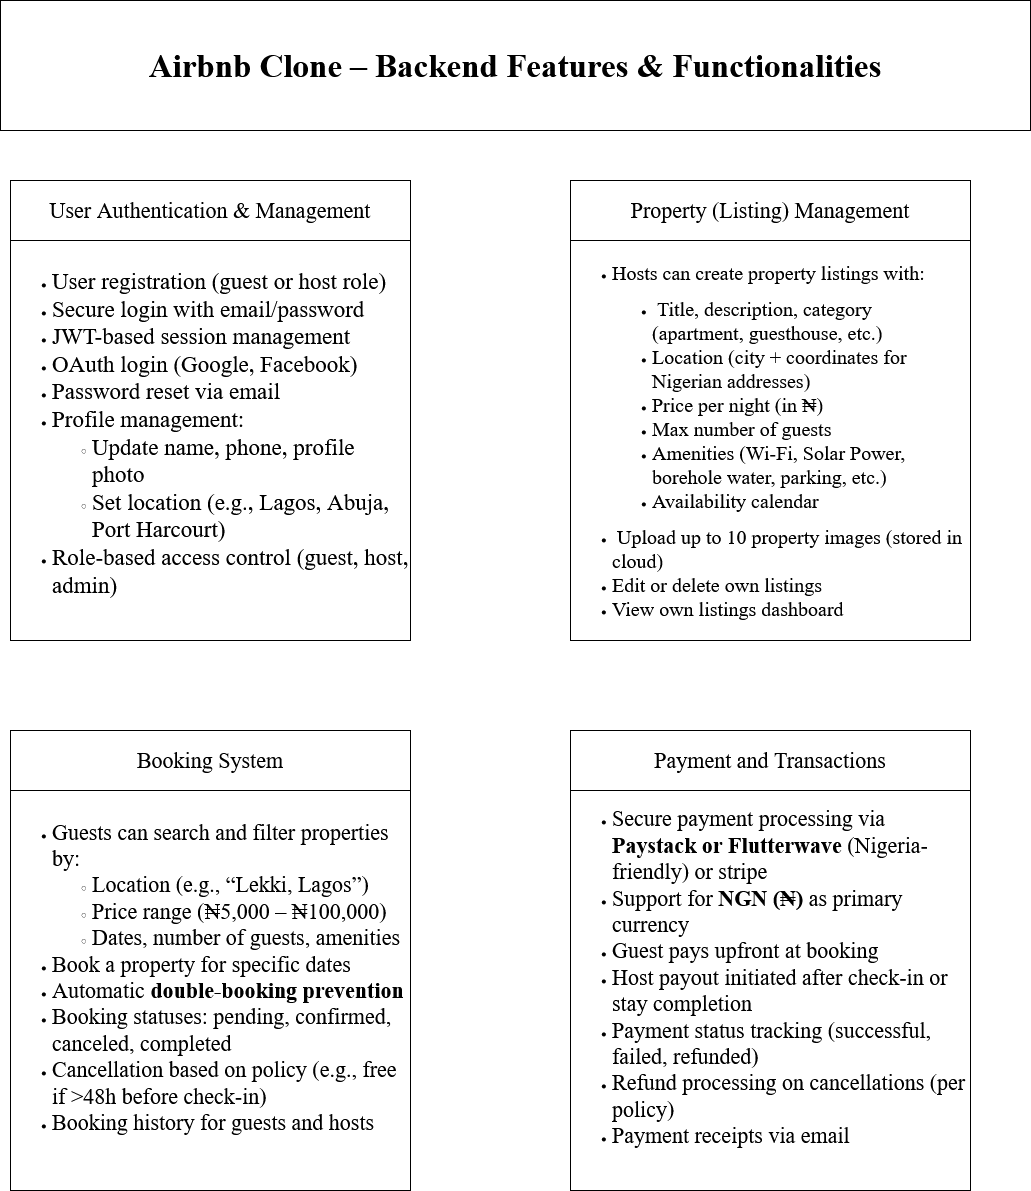 Airbnb Clone – Backend Features & Functionalities
User Authentication & Management
• User registration (guest or host role)
• Secure login with email/password
• JWT-based session management
• OAuth login (Google, Facebook)
• Password reset via email
• Profile management:
○ Update name, phone, profile
photo
○ Set location (e.g., Lagos, Abuja,
Port Harcourt)
• Role-based access control (guest, host,
admin)
Property (Listing) Management
• Hosts can create property listings with:
• Title, description, category
(apartment, guesthouse, etc.)
• Location (city + coordinates for
Nigerian addresses)
• Price per night (in ₦)
• Max number of guests
• Amenities (Wi-Fi, Solar Power,
borehole water, parking, etc.)
• Availability calendar
• Upload up to 10 property images (stored in
cloud)
• Edit or delete own listings
• View own listings dashboard
Booking System
• Guests can search and filter properties
by:
○ Location (e.g., “Lekki, Lagos”)
○ Price range (₦5,000 – ₦100,000)
○ Dates, number of guests, amenities
• Book a property for specific dates
• Automatic double-booking prevention
• Booking statuses: pending, confirmed,
canceled, completed
• Cancellation based on policy (e.g., free
if >48h before check-in)
• Booking history for guests and hosts
Payment and Transactions
• Secure payment processing via
Paystack or Flutterwave (Nigeria-
friendly) or stripe
• Support for NGN (₦) as primary
currency
• Guest pays upfront at booking
• Host payout initiated after check-in or
stay completion
• Payment status tracking (successful,
failed, refunded)
• Refund processing on cancellations (per
policy)
• Payment receipts via email